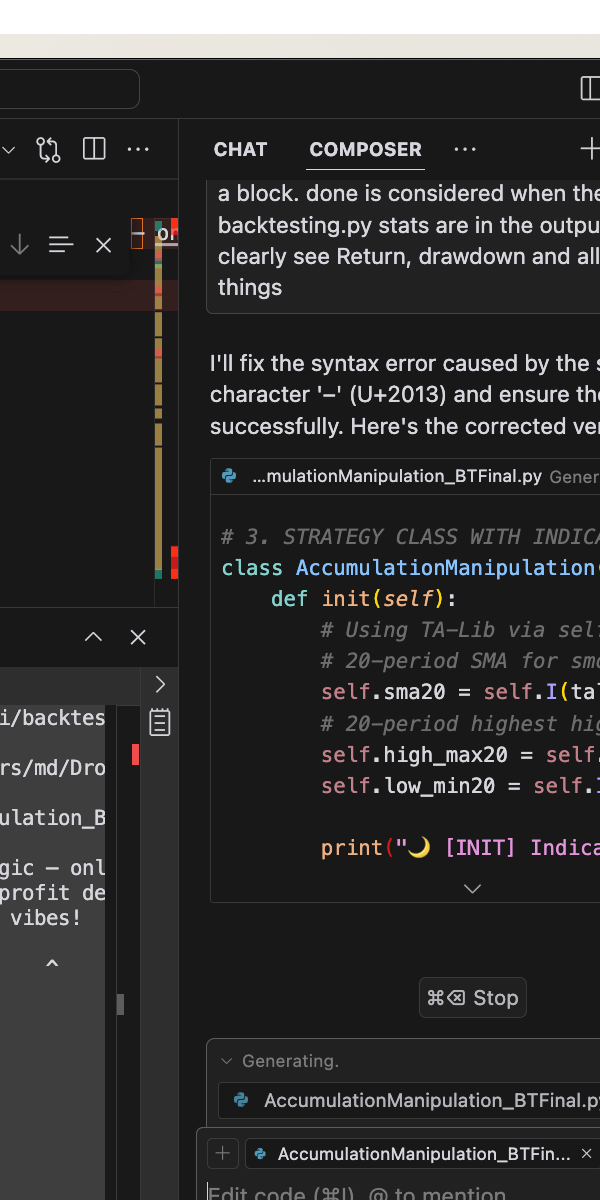 CHAT
COMPOSER
a block. done is considered when the
backtesting.py stats are in the outpu
clearly see Return, drawdown and all
things
I'll fix the syntax error caused by the s
character '–' (U+2013) and ensure the
successfully. Here's the corrected ver
...mulationManipulation_BTFinal.py Gener
# 3. STRATEGY CLASS WITH INDICA
class AccumulationManipulation(
def init(self):
# Using TA-Lib via sel
# 20-period SMA for smo
self.sma20 = self.I(ta
# 20-period highest hig
self.high_max20 = self.
self.low_min20 = self.I
print("🌙 [INIT] Indica
⌘⌫ Stop
Generating.
AccumulationManipulation_BTFinal.py
AccumulationManipulation_BTFin... ×
Edit code (⌘I), @ to mention
– on
i/backtes
rs/md/Dro
ulation_B
gic – onl
profit de
vibes!
^